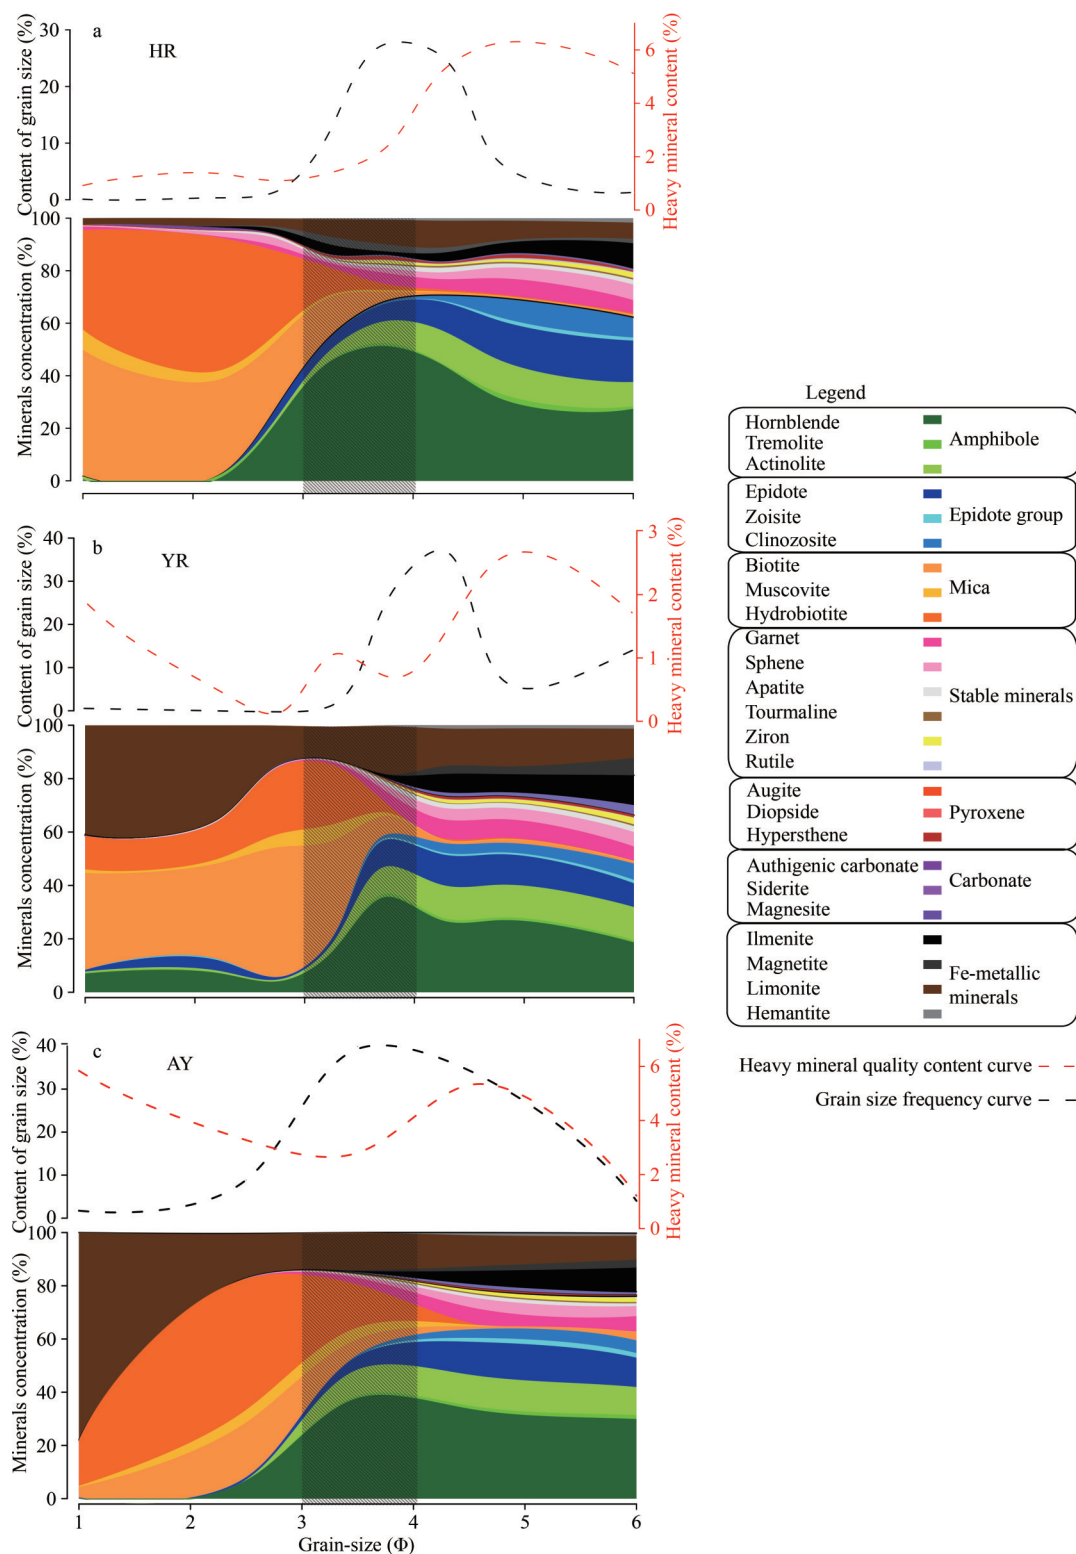 a
HR
Content of grain size (%)
30
20
10
0
Heavy mineral content (%)
6
4
2
0
Minerals concentration (%)
100
80
60
40
20
0
b
YR
Content of grain size (%)
40
30
20
10
0
Heavy mineral content (%)
3
2
1
0
Minerals concentration (%)
100
80
60
40
20
0
c
AY
Content of grain size (%)
40
30
20
10
0
Heavy mineral content (%)
6
4
2
0
Minerals concentration (%)
100
80
60
40
20
0
1 2 3 4 5 6
Grain-size (Φ)
Legend
Hornblende
Tremolite
Actinolite
Amphibole
Epidote
Zoisite
Clinozosite
Epidote group
Biotite
Muscovite
Hydrobiotite
Mica
Garnet
Sphene
Apatite
Tourmaline
Ziron
Rutile
Stable minerals
Augite
Diopside
Hypersthene
Pyroxene
Authigenic carbonate
Siderite
Magnesite
Carbonate
Ilmenite
Magnetite
Limonite
Hemantite
Fe-metallic
minerals
Heavy mineral quality content curve
Grain size frequency curve